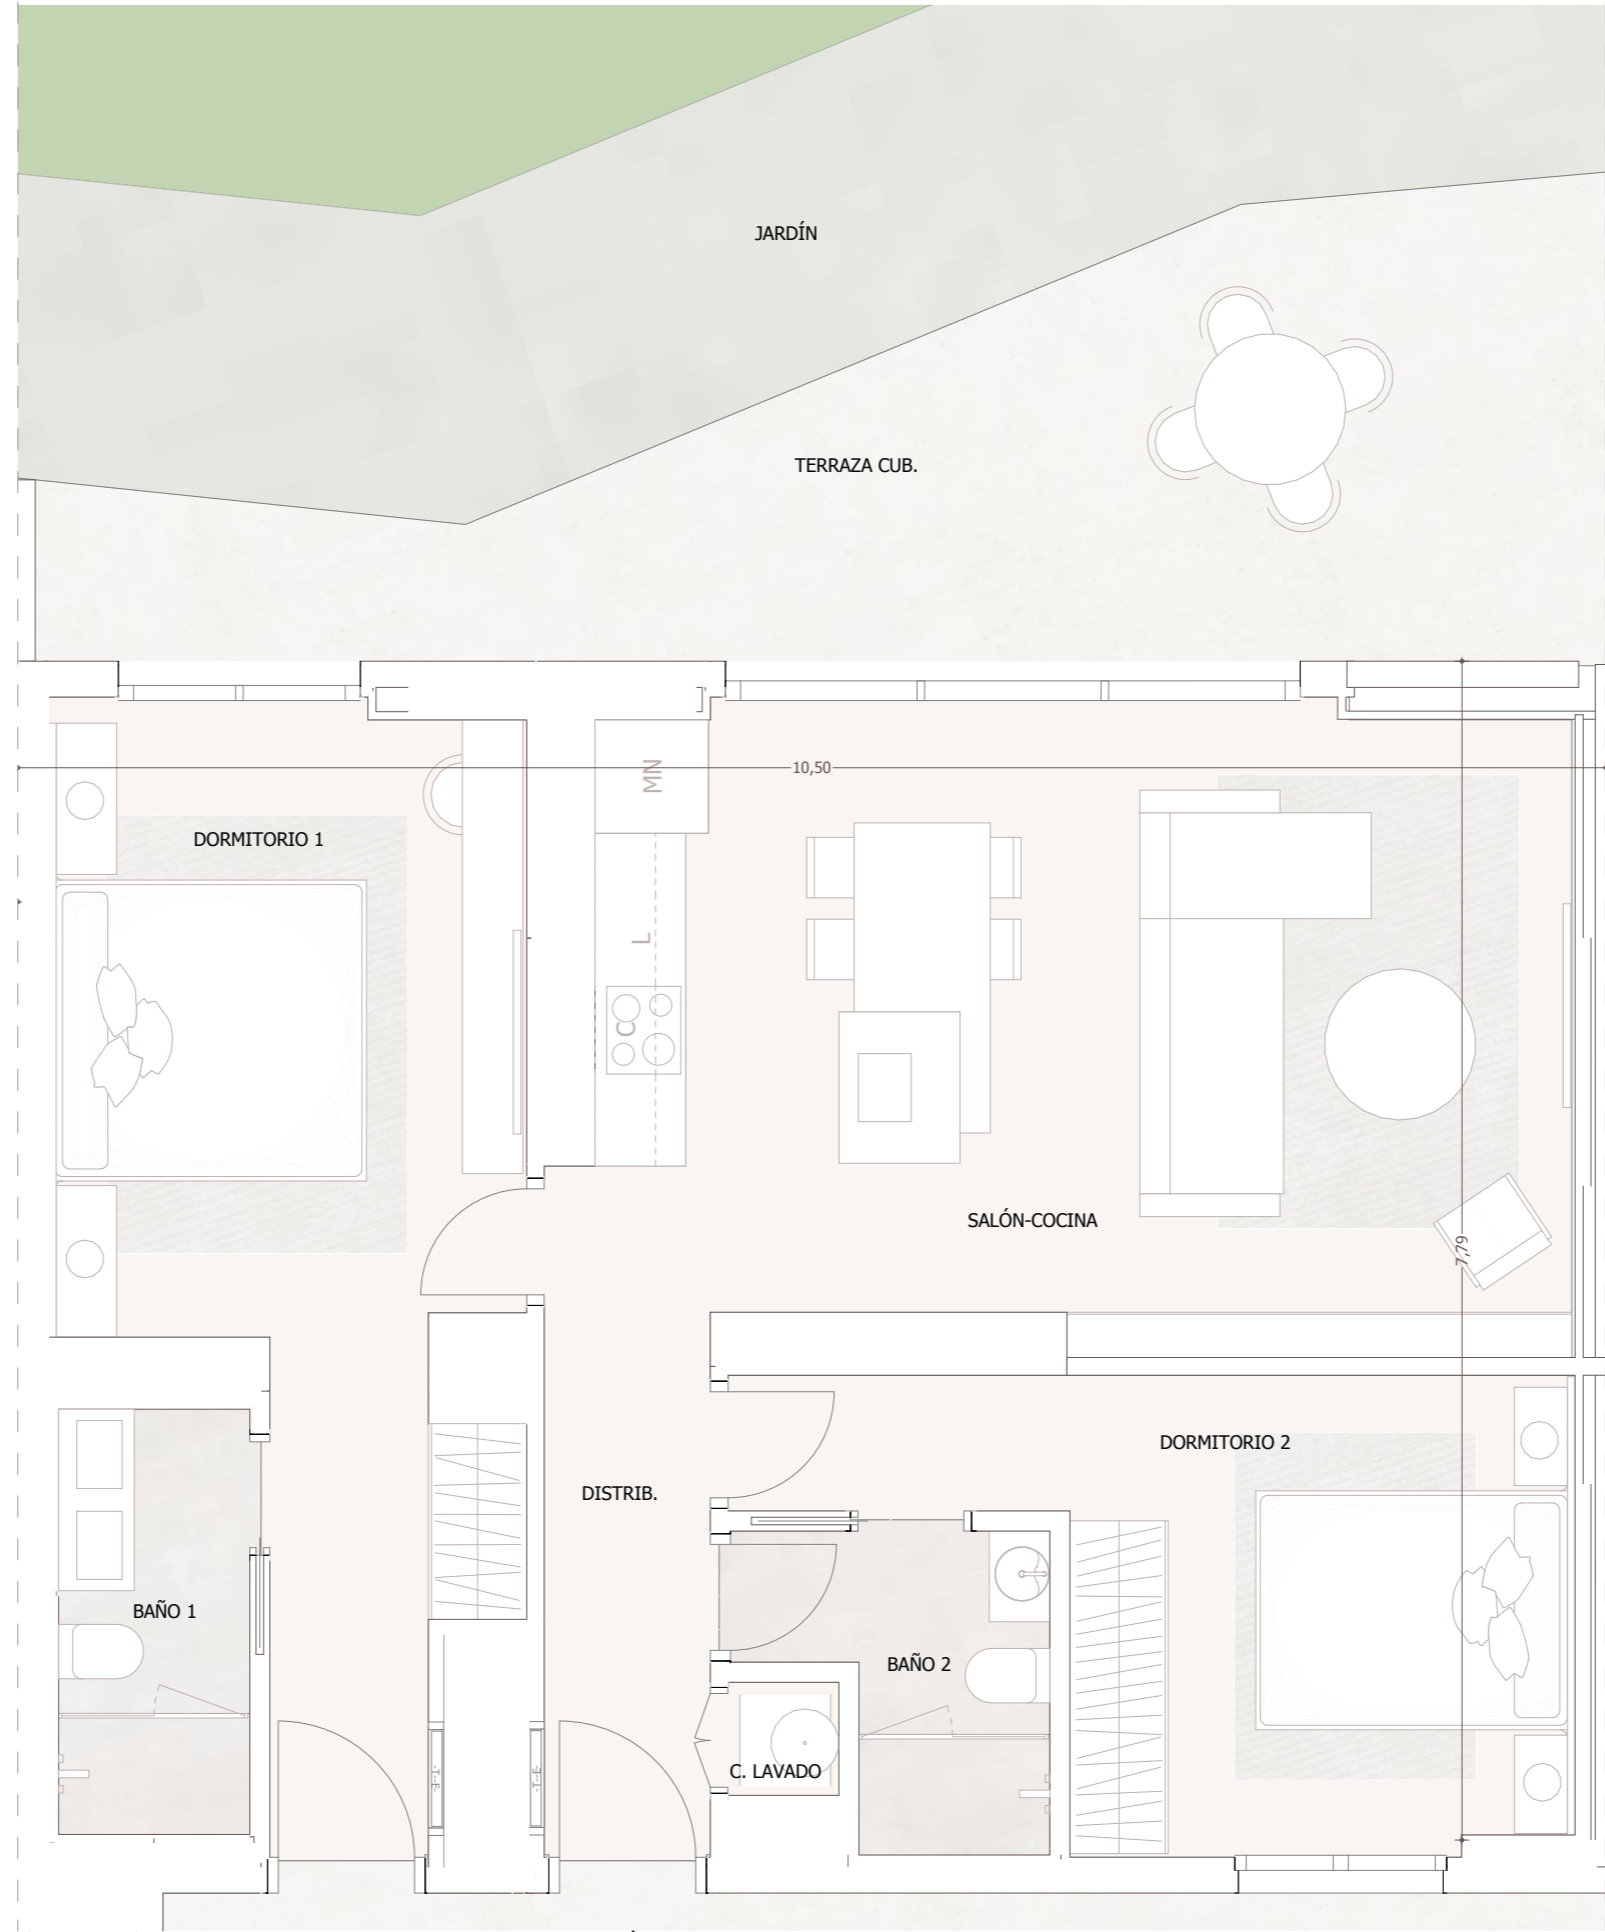 JARDÍN
TERRAZA CUB.
10,50
MN
DORMITORIO 1
L
C
SALÓN-COCINA
7,79
DORMITORIO 2
DISTRIB.
BAÑO 1
BAÑO 2
C. LAVADO